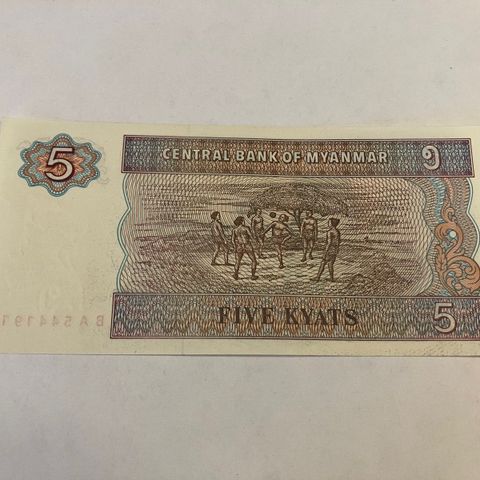 5
CENTRAL BANK OF MYANMAR ၅
FIVE KYATS 5